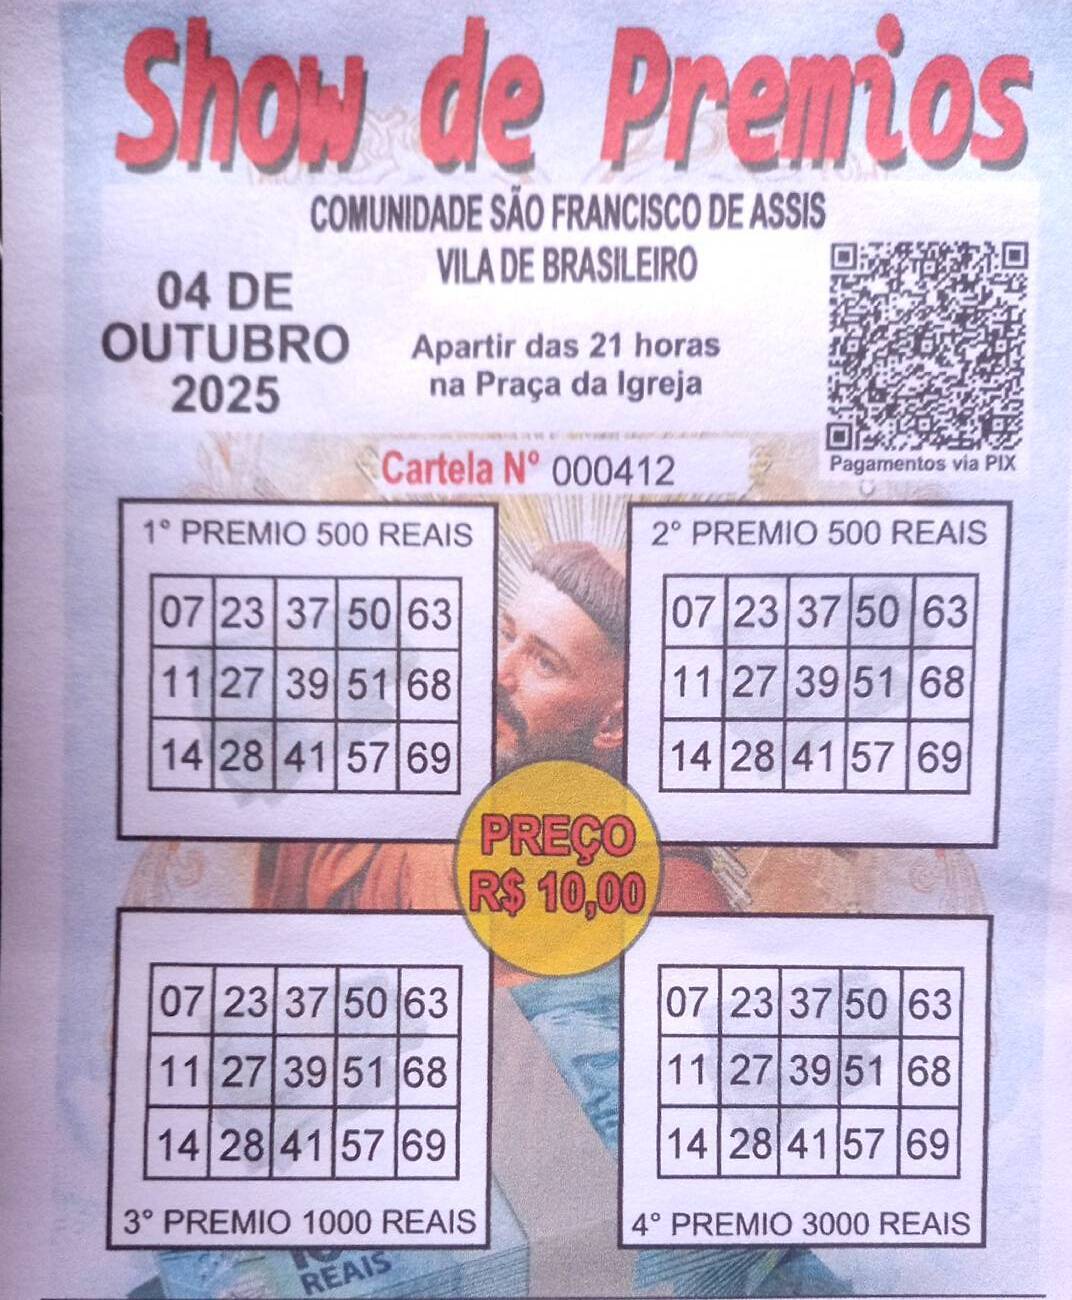 Show de Premios
COMUNIDADE SÃO FRANCISCO DE ASSIS
VILA DE BRASILEIRO
04 DE
OUTUBRO
2025
Apartir das 21 horas
na Praça da Igreja
Pagamentos via PIX
Cartela Nº 000412
1° PREMIO 500 REAIS
07 23 37 50 63
11 27 39 51 68
14 28 41 57 69
2° PREMIO 500 REAIS
07 23 37 50 63
11 27 39 51 68
14 28 41 57 69
PREÇO
R$ 10,00
07 23 37 50 63
11 27 39 51 68
14 28 41 57 69
3° PREMIO 1000 REAIS
07 23 37 50 63
11 27 39 51 68
14 28 41 57 69
4° PREMIO 3000 REAIS
REAIS